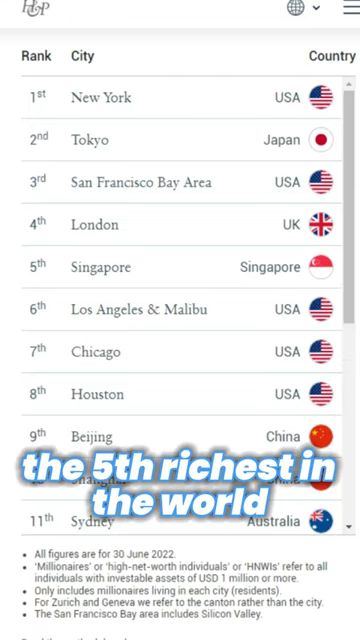 H&P
Rank City Country
1st New York USA
2nd Tokyo Japan
3rd San Francisco Bay Area USA
4th London UK
5th Singapore Singapore
6th Los Angeles & Malibu USA
7th Chicago USA
8th Houston USA
9th Beijing China
the 5th richest in
Shanghai China
the world
11th Sydney Australia
• All figures are for 30 June 2022.
• ‘Millionaires’ or ‘high-net-worth individuals’ or ‘HNWIs’ refer to all
individuals with investable assets of USD 1 million or more.
• Only includes millionaires living in each city (residents).
• For Zurich and Geneva we refer to the canton rather than the city.
• The San Francisco Bay area includes Silicon Valley.